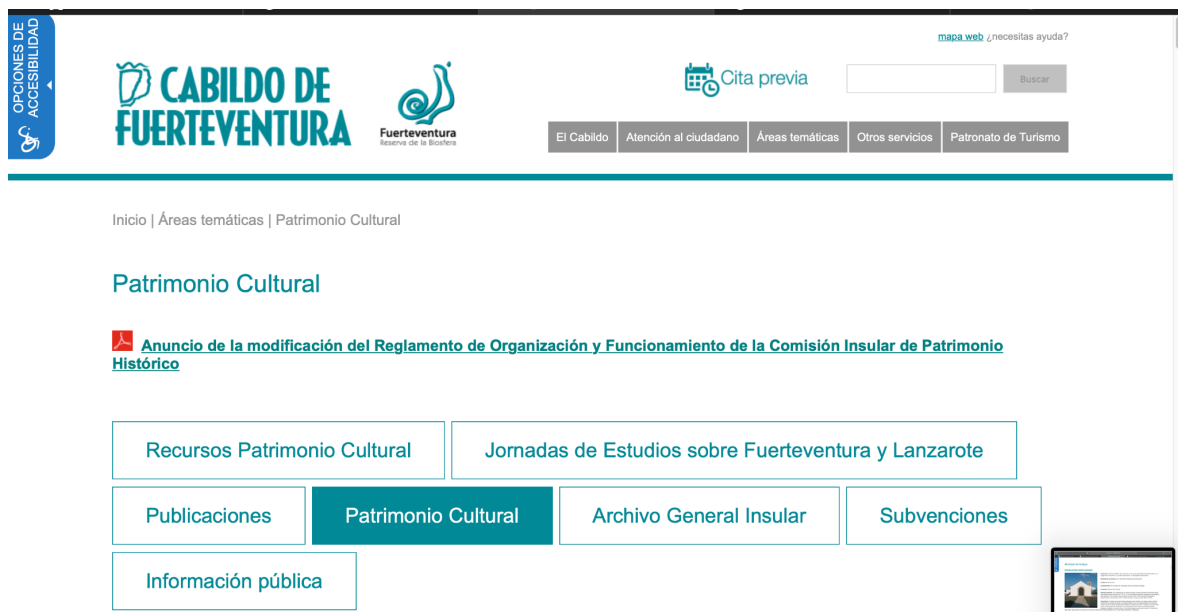 OPCIONES DE
ACCESIBILIDAD
mapa web ¿necesitas ayuda?
CABILDO DE
FUERTEVENTURA
Fuerteventura
Reserva de la Biosfera
Cita previa
Buscar
El Cabildo
Atención al ciudadano
Áreas temáticas
Otros servicios
Patronato de Turismo
Inicio | Áreas temáticas | Patrimonio Cultural
Patrimonio Cultural
Anuncio de la modificación del Reglamento de Organización y Funcionamiento de la Comisión Insular de Patrimonio
Histórico
Recursos Patrimonio Cultural
Jornadas de Estudios sobre Fuerteventura y Lanzarote
Publicaciones
Patrimonio Cultural
Archivo General Insular
Subvenciones
Información pública